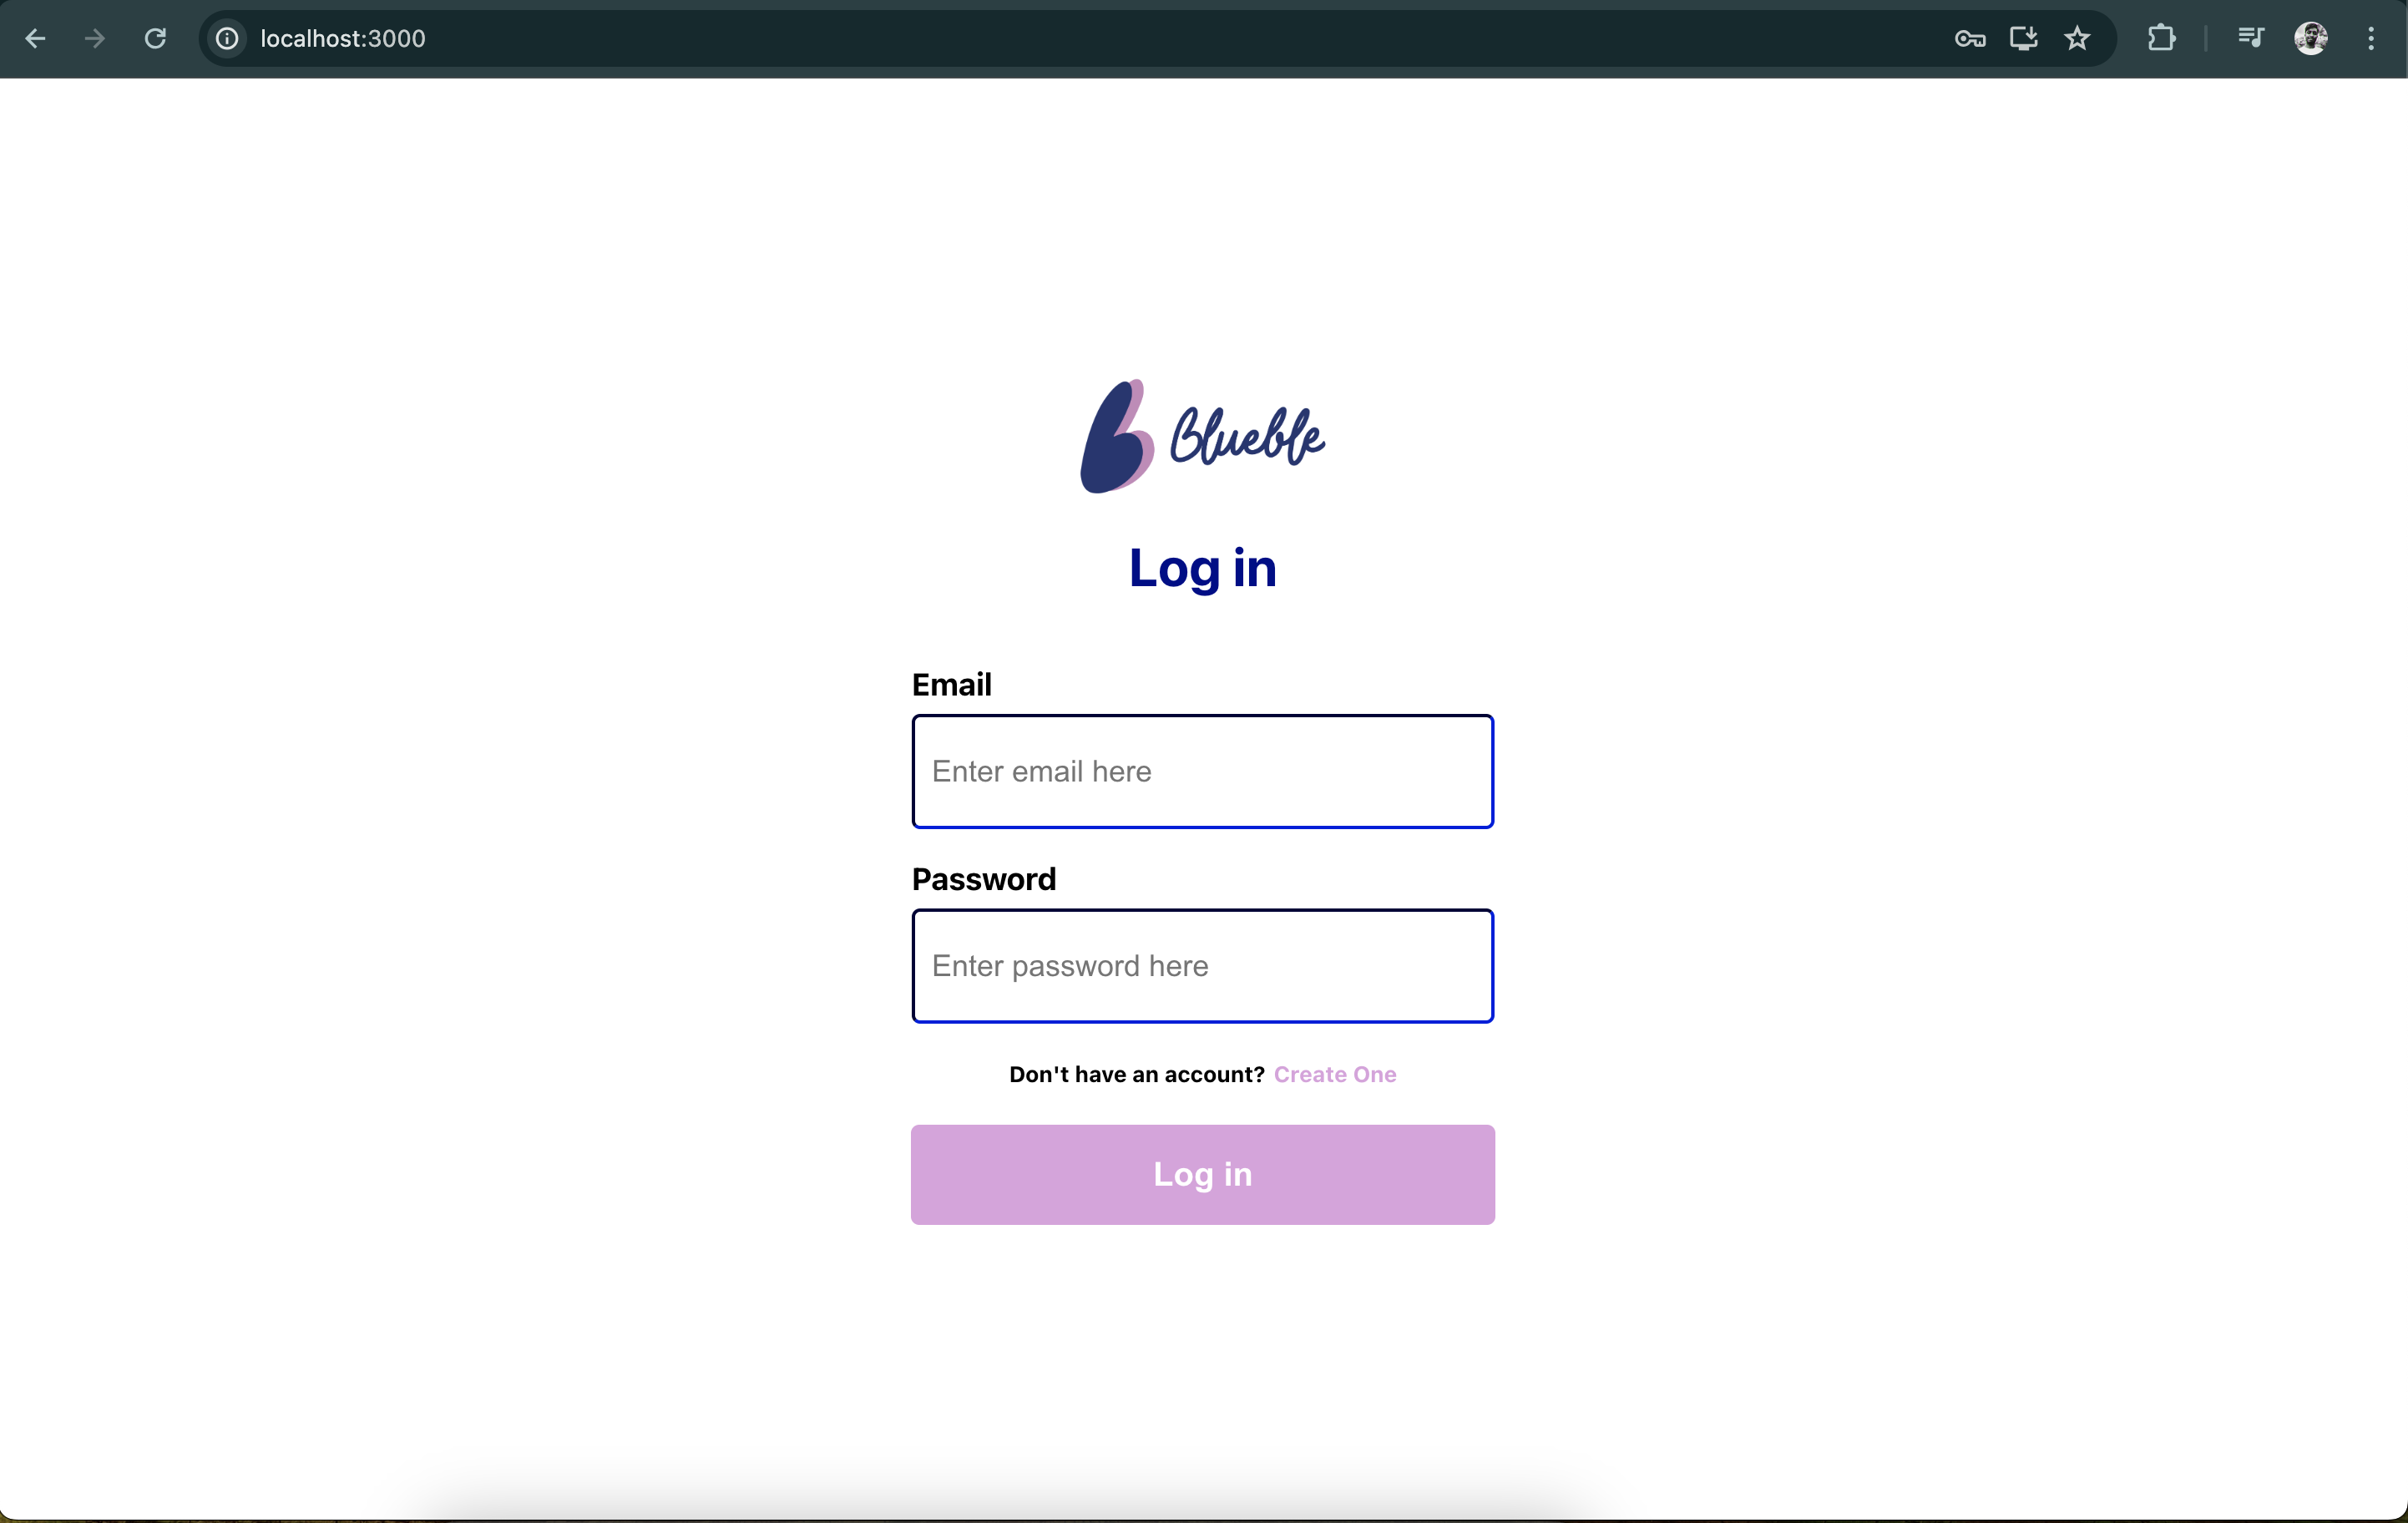 localhost:3000
Log in
Email
Enter email here
Password
Enter password here
Don't have an account? Create One
Log in